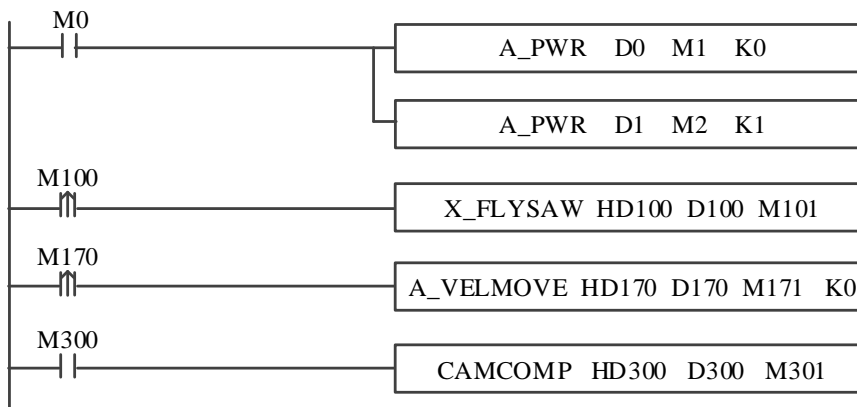 M0
A_PWR D0 M1 K0
A_PWR D1 M2 K1
M100
X_FLYSAW HD100 D100 M101
M170
A_VELMOVE HD170 D170 M171 K0
M300
CAMCOMP HD300 D300 M301